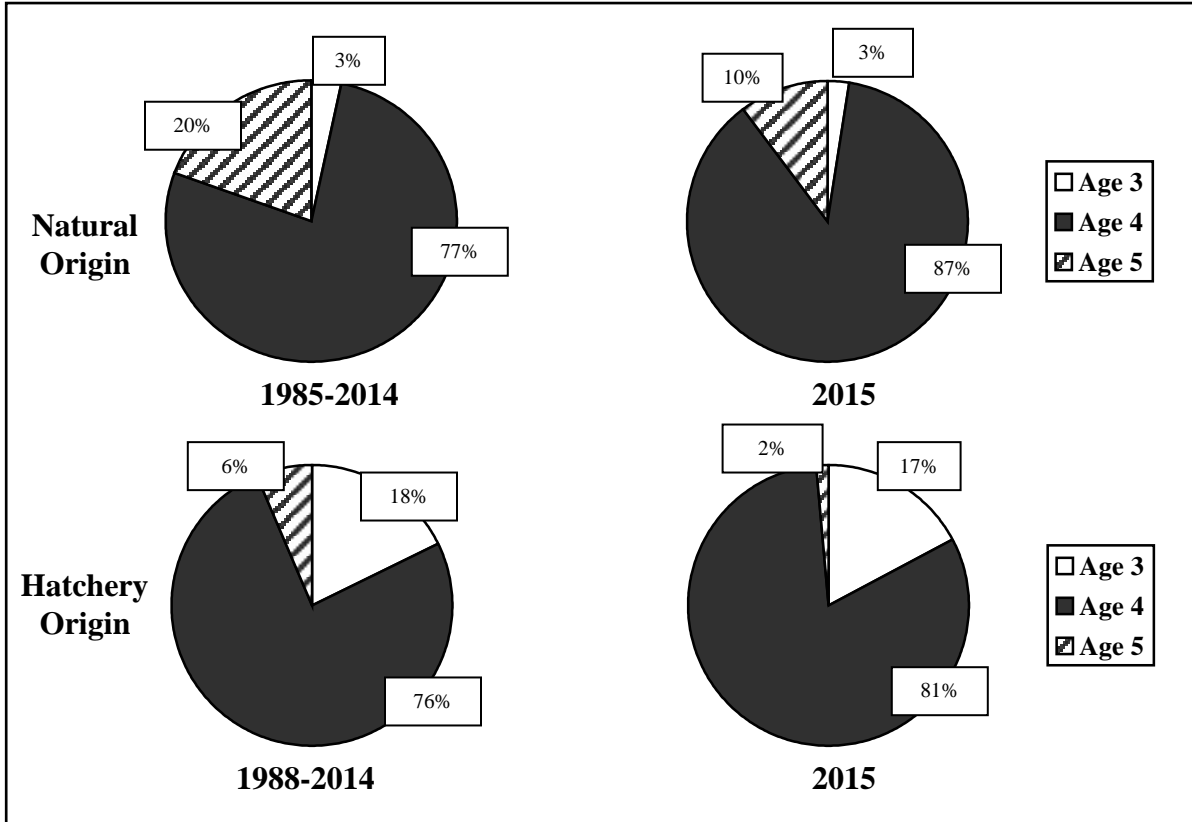 3%
20%
77%
Natural
Origin
1985-2014
3%
10%
87%
2015
Age 3
Age 4
Age 5
6%
18%
76%
Hatchery
Origin
1988-2014
2%
17%
81%
2015
Age 3
Age 4
Age 5